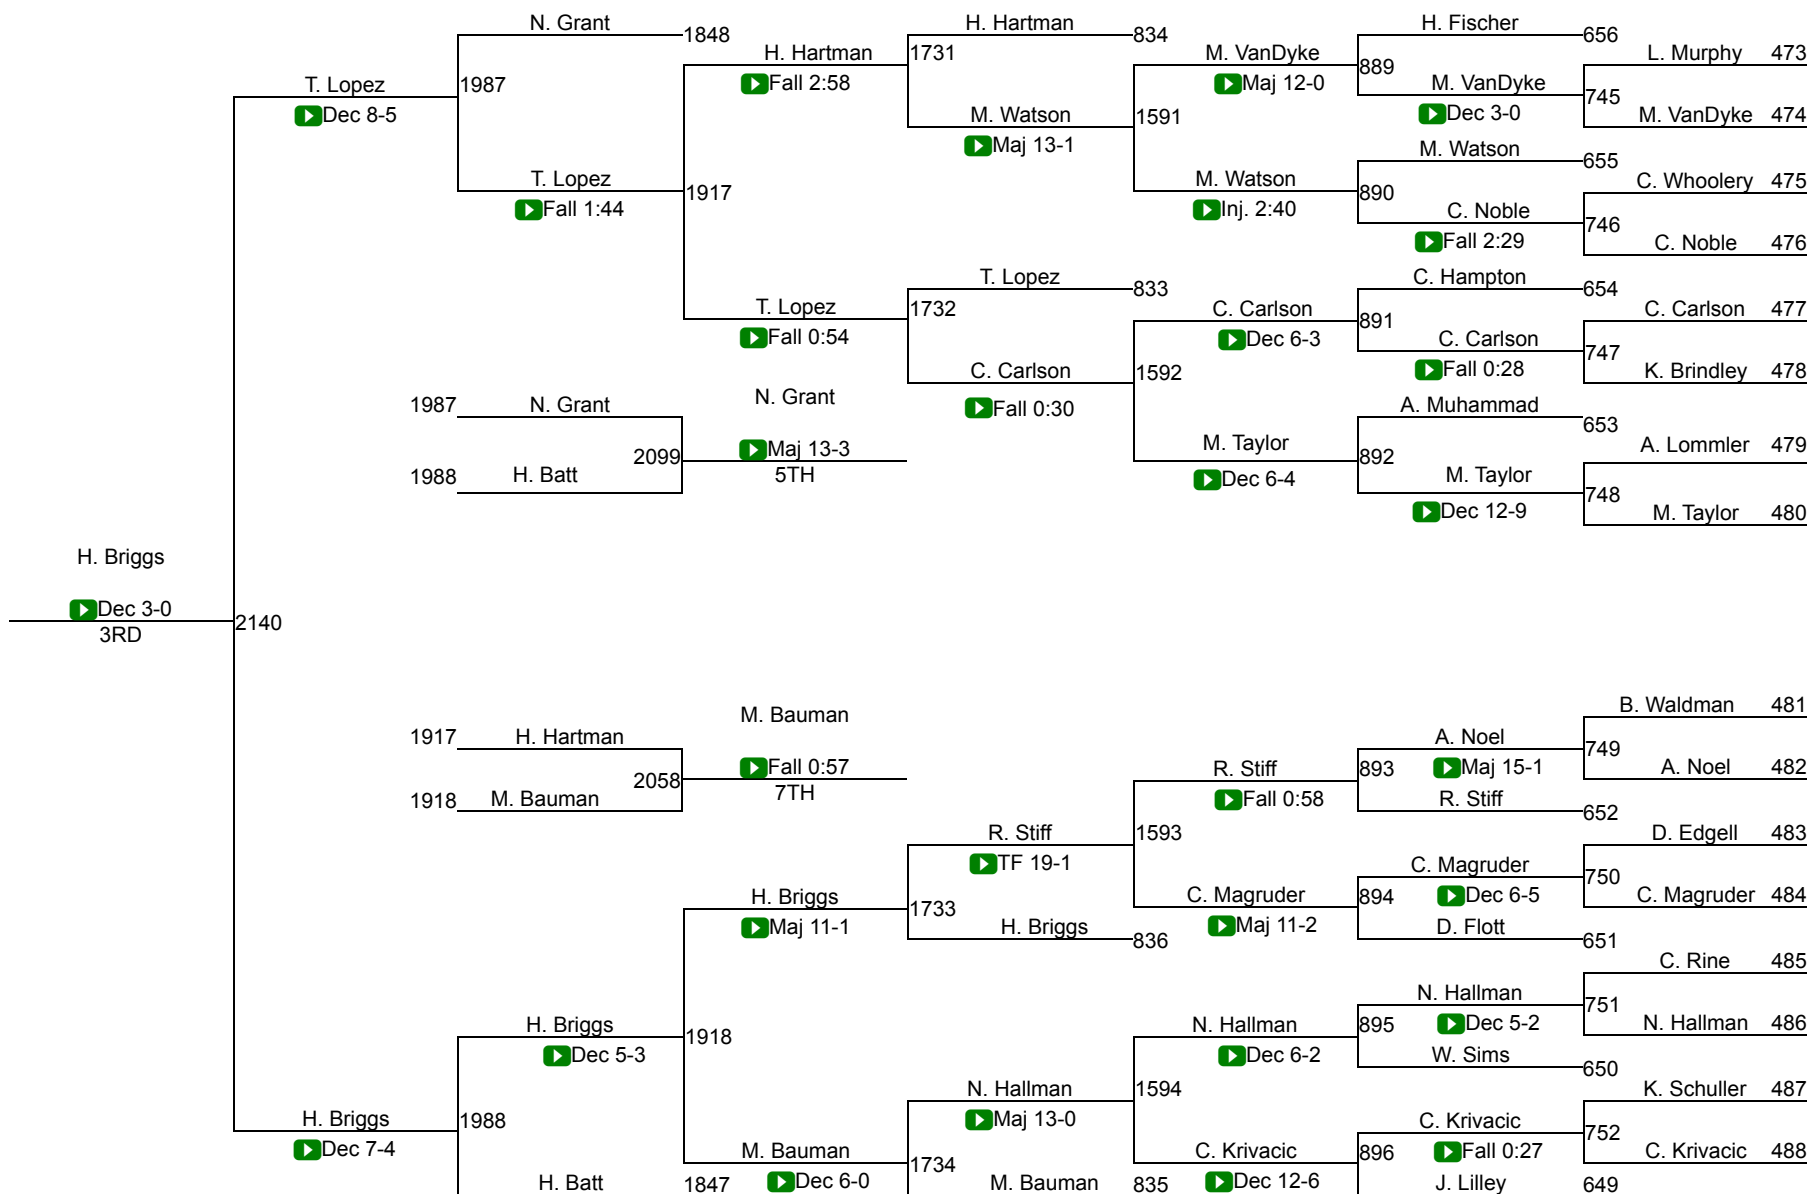 N. Grant
1848
H. Hartman
834
H. Fischer
656
L. Murphy 473
H. Hartman
1731
M. VanDyke
889
Fall 2:58
Maj 12-0
T. Lopez
1987
M. VanDyke
745
Dec 8-5
M. Watson
1591
Dec 3-0
M. VanDyke 474
Maj 13-1
M. Watson
655
T. Lopez
1917
M. Watson
890
C. Whoolery 475
Fall 1:44
Inj. 2:40
C. Noble
746
Fall 2:29
C. Noble 476
T. Lopez
833
C. Hampton
654
T. Lopez
1732
C. Carlson
891
C. Carlson 477
Fall 0:54
Dec 6-3
C. Carlson
747
C. Carlson
1592
Fall 0:28
K. Brindley 478
1987
N. Grant
N. Grant
Fall 0:30
A. Muhammad
653
2099
Maj 13-3
M. Taylor
892
A. Lommler 479
1988
H. Batt
5TH
Dec 6-4
M. Taylor
748
Dec 12-9
M. Taylor 480
H. Briggs
Dec 3-0
2140
3RD
B. Waldman 481
M. Bauman
1917
H. Hartman
A. Noel
749
2058
Fall 0:57
R. Stiff
893
Maj 15-1
A. Noel 482
1918
M. Bauman
7TH
Fall 0:58
R. Stiff
652
R. Stiff
1593
D. Edgell 483
TF 19-1
C. Magruder
750
H. Briggs
1733
C. Magruder
894
Dec 6-5
C. Magruder 484
Maj 11-1
H. Briggs
836
Maj 11-2
D. Flott
651
C. Rine 485
N. Hallman
751
H. Briggs
1918
N. Hallman
895
Dec 5-2
N. Hallman 486
Dec 5-3
Dec 6-2
W. Sims
650
N. Hallman
1594
K. Schuller 487
H. Briggs
1988
Maj 13-0
C. Krivacic
752
Dec 7-4
M. Bauman
1734
C. Krivacic
896
Fall 0:27
C. Krivacic 488
H. Batt
1847
Dec 6-0
M. Bauman
835
Dec 12-6
J. Lilley
649